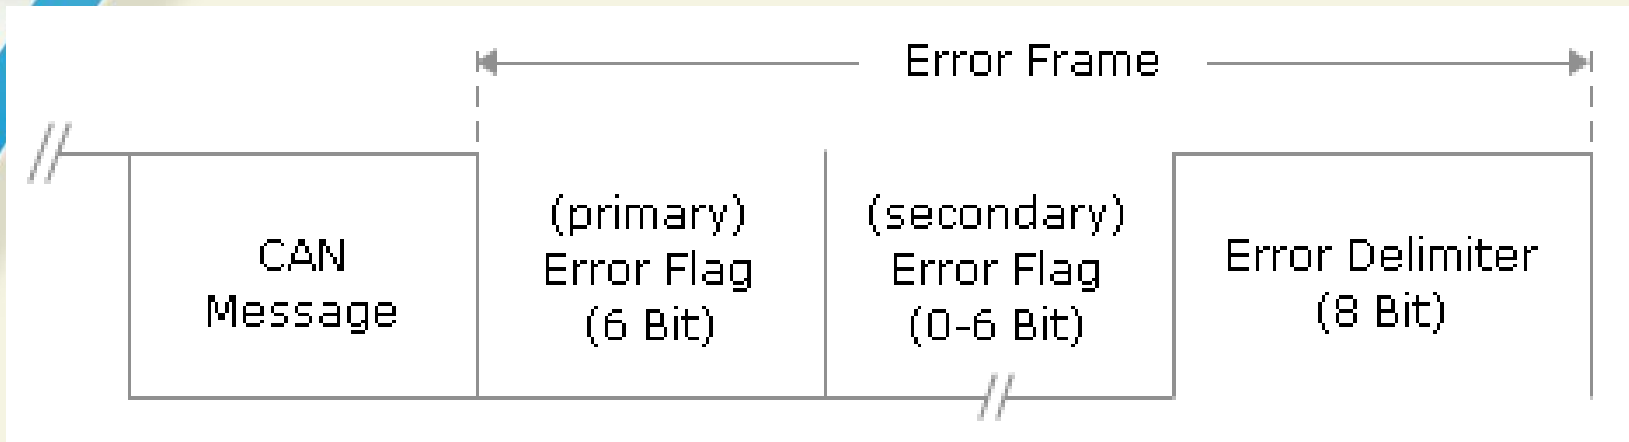 Error Frame
CAN
Message
(primary)
Error Flag
(6 Bit)
(secondary)
Error Flag
(0-6 Bit)
Error Delimiter
(8 Bit)